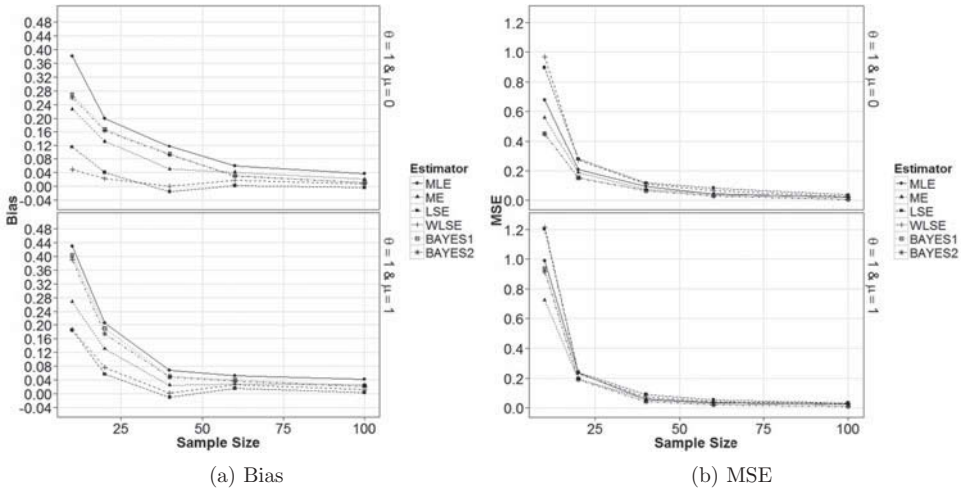 0.48
0.44
0.40
0.36
0.32
0.28
0.24
0.20
0.16
0.12
0.08
0.04
0.00
-0.04
θ = 1 & μ = 0
0.48
0.44
0.40
0.36
0.32
0.28
0.24
0.20
0.16
0.12
0.08
0.04
0.00
-0.04
θ = 1 & μ = 1
Bias
25 50 75 100
Sample Size
Estimator
MLE
ME
LSE
WLSE
BAYES1
BAYES2
(a) Bias
1.2
1.0
0.8
0.6
0.4
0.2
0.0
θ = 1 & μ = 0
1.2
1.0
0.8
0.6
0.4
0.2
0.0
θ = 1 & μ = 1
MSE
25 50 75 100
Sample Size
Estimator
MLE
ME
LSE
WLSE
BAYES1
BAYES2
(b) MSE